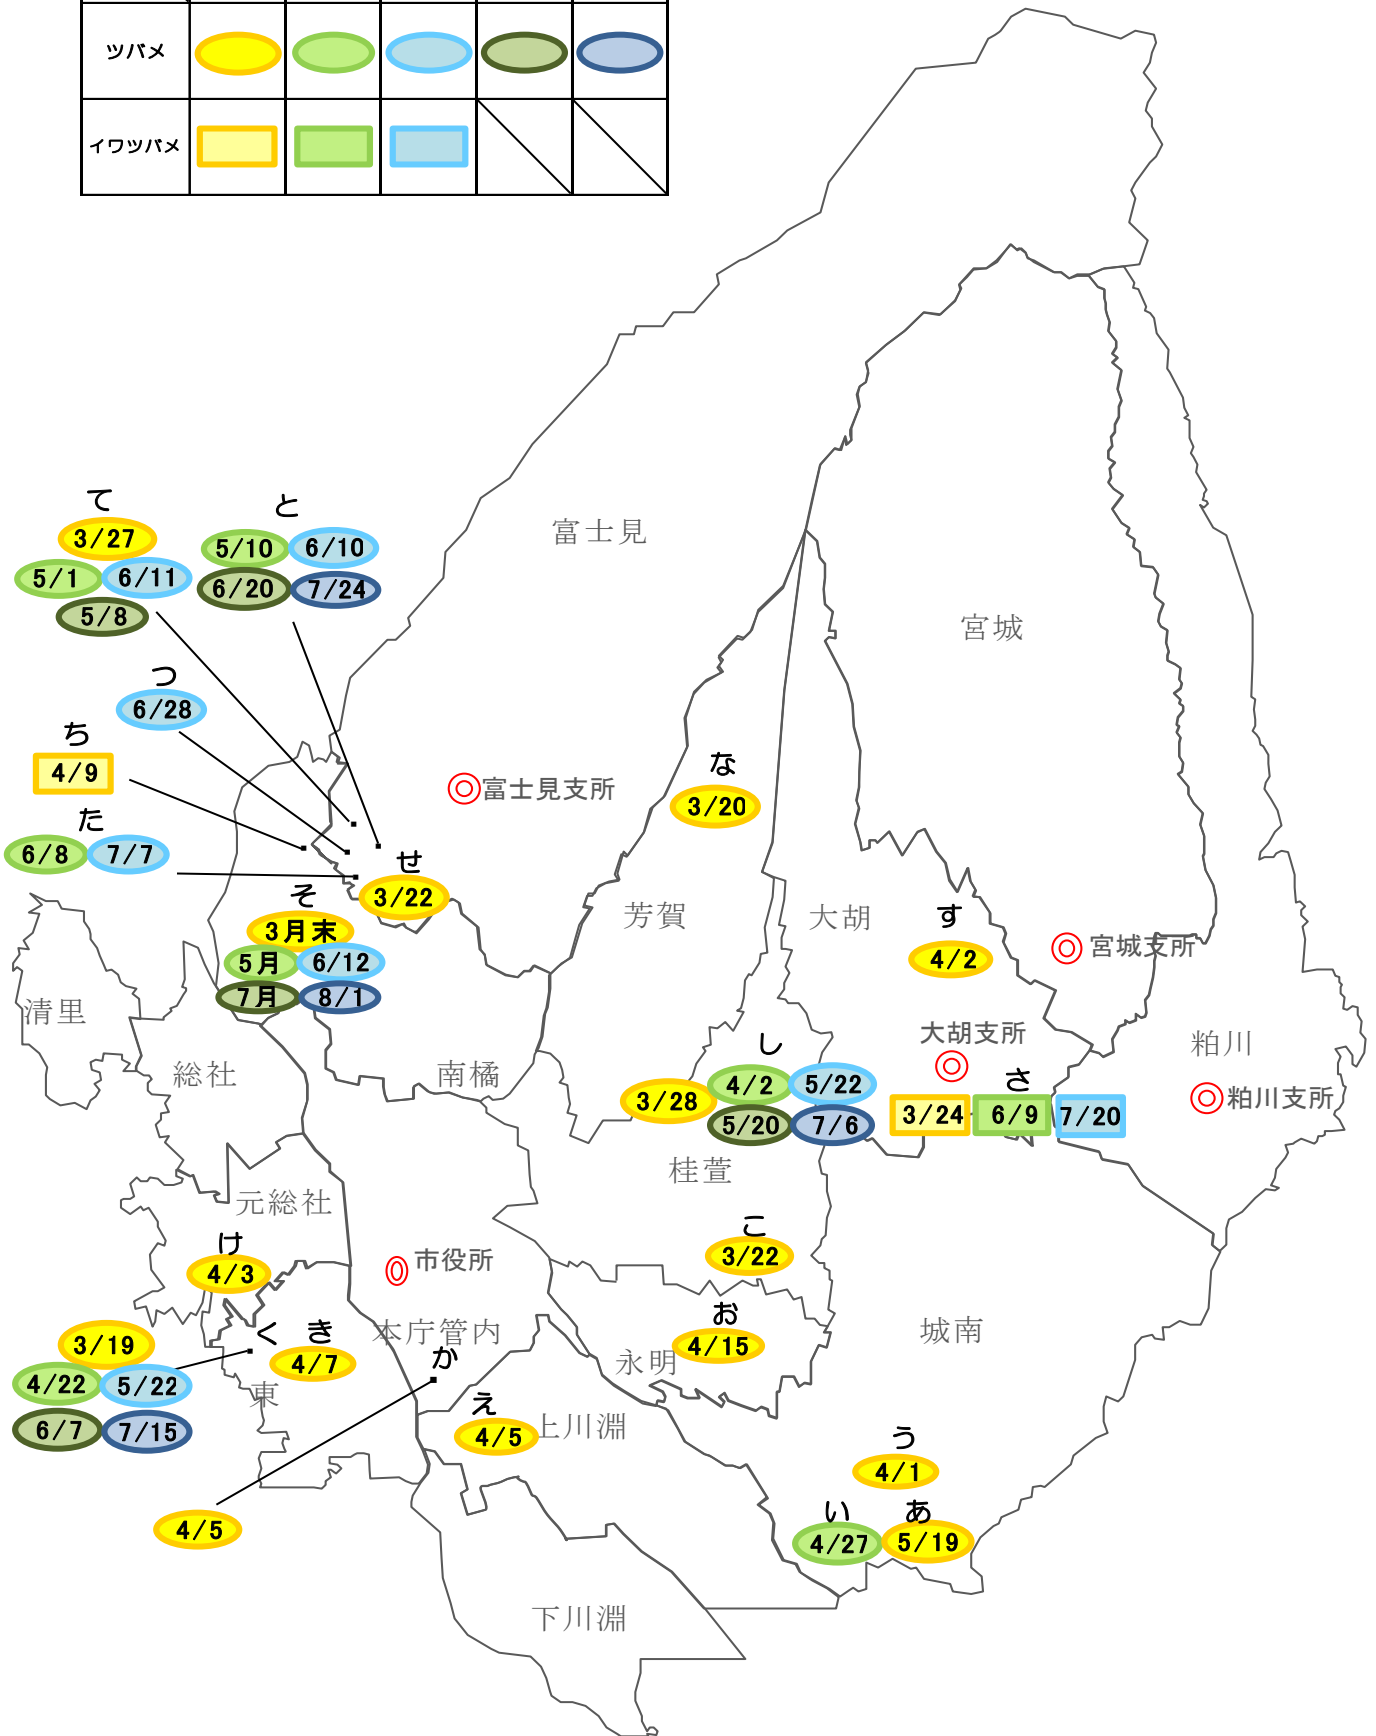 ツバメ
イワツバメ
て
3/27
5/1 6/11
5/8
と
5/10 6/10
6/20 7/24
つ
6/28
ち
4/9
た
6/8 7/7
せ
3/22
そ
3月末
5月 6/12
7月 8/1
富士見
宮城
富士見支所
な
3/20
芳賀
大胡
す
4/2
宮城支所
清里
総社
南橘
大胡支所
粕川
粕川支所
し
3/28
4/2 5/22
5/20 7/6
さ
3/24 6/9 7/20
桂萱
元総社
け
4/3
市役所
こ
3/22
お
4/15
永明
城南
本庁管内
く
3/19
4/22 5/22
6/7 7/15
き
4/7
東
か
4/5
え
4/5
上川淵
う
4/1
い
4/27
あ
5/19
下川淵